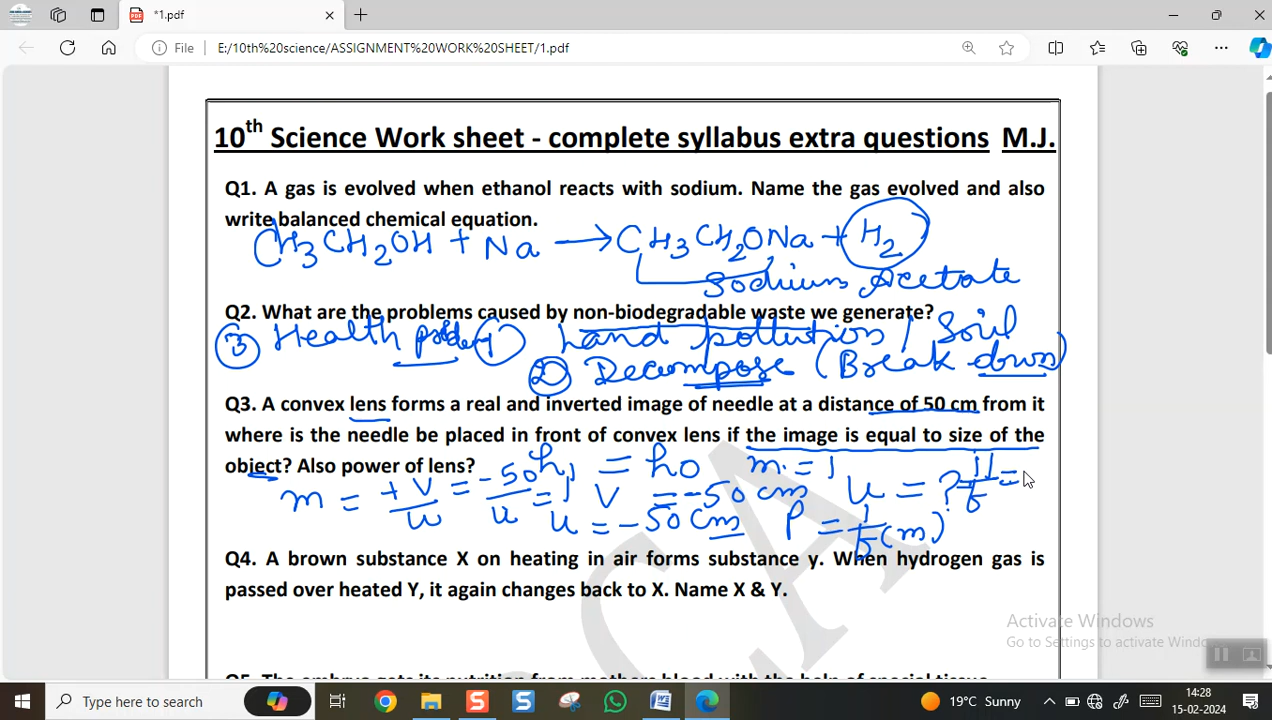 *1.pdf
File E:/10th%20science/ASSIGNMENT%20WORK%20SHEET/1.pdf
10th Science Work sheet - complete syllabus extra questions M.J.
Q1. A gas is evolved when ethanol reacts with sodium. Name the gas evolved and also
write balanced chemical equation.
CH3CH2OH + Na → CH3CH2ONa + H2
Sodium Acetate
Q2. What are the problems caused by non-biodegradable waste we generate?
③ Health ① Land pollution / Soil
② Decompose (Break down)
Q3. A convex lens forms a real and inverted image of needle at a distance of 50 cm from it
where is the needle be placed in front of convex lens if the image is equal to size of the
object? Also power of lens?
hi = ho m = 1
m = +v/u = -50/u = 1 v = -50 cm u = ?
u = -50 cm P = 1/f (m)
Q4. A brown substance X on heating in air forms substance y. When hydrogen gas is
passed over heated Y, it again changes back to X. Name X & Y.
Activate Windows
Go to Settings to activate Windo
Type here to search
19°C Sunny
14:28
15-02-2024